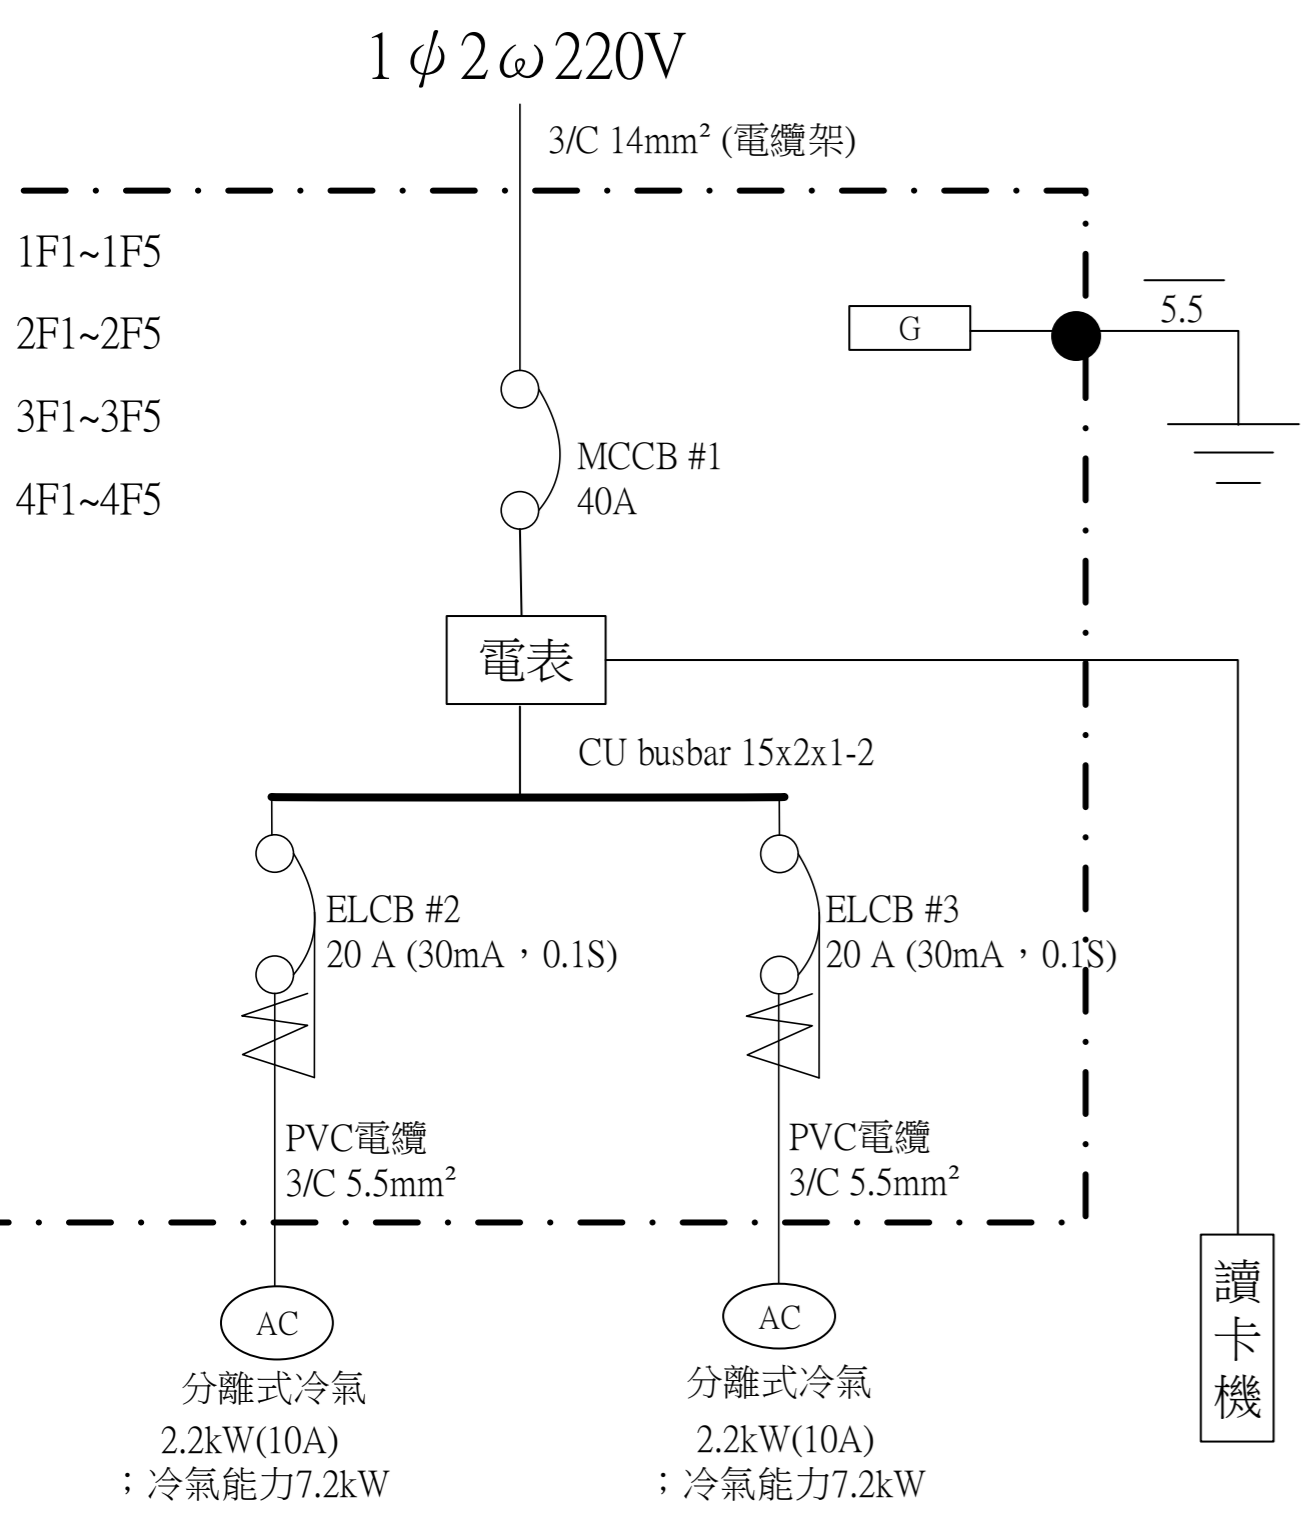 1ψ2ω220V
3/C 14mm² (電纜架)
1F1~1F5
2F1~2F5
3F1~3F5
4F1~4F5
G
5.5
MCCB #1
40A
電表
CU busbar 15x2x1-2
ELCB #2
20 A (30mA,0.1S)
ELCB #3
20 A (30mA,0.1S)
PVC電纜
3/C 5.5mm²
PVC電纜
3/C 5.5mm²
AC
分離式冷氣
2.2kW(10A)
;冷氣能力7.2kW
AC
分離式冷氣
2.2kW(10A)
;冷氣能力7.2kW
讀卡機